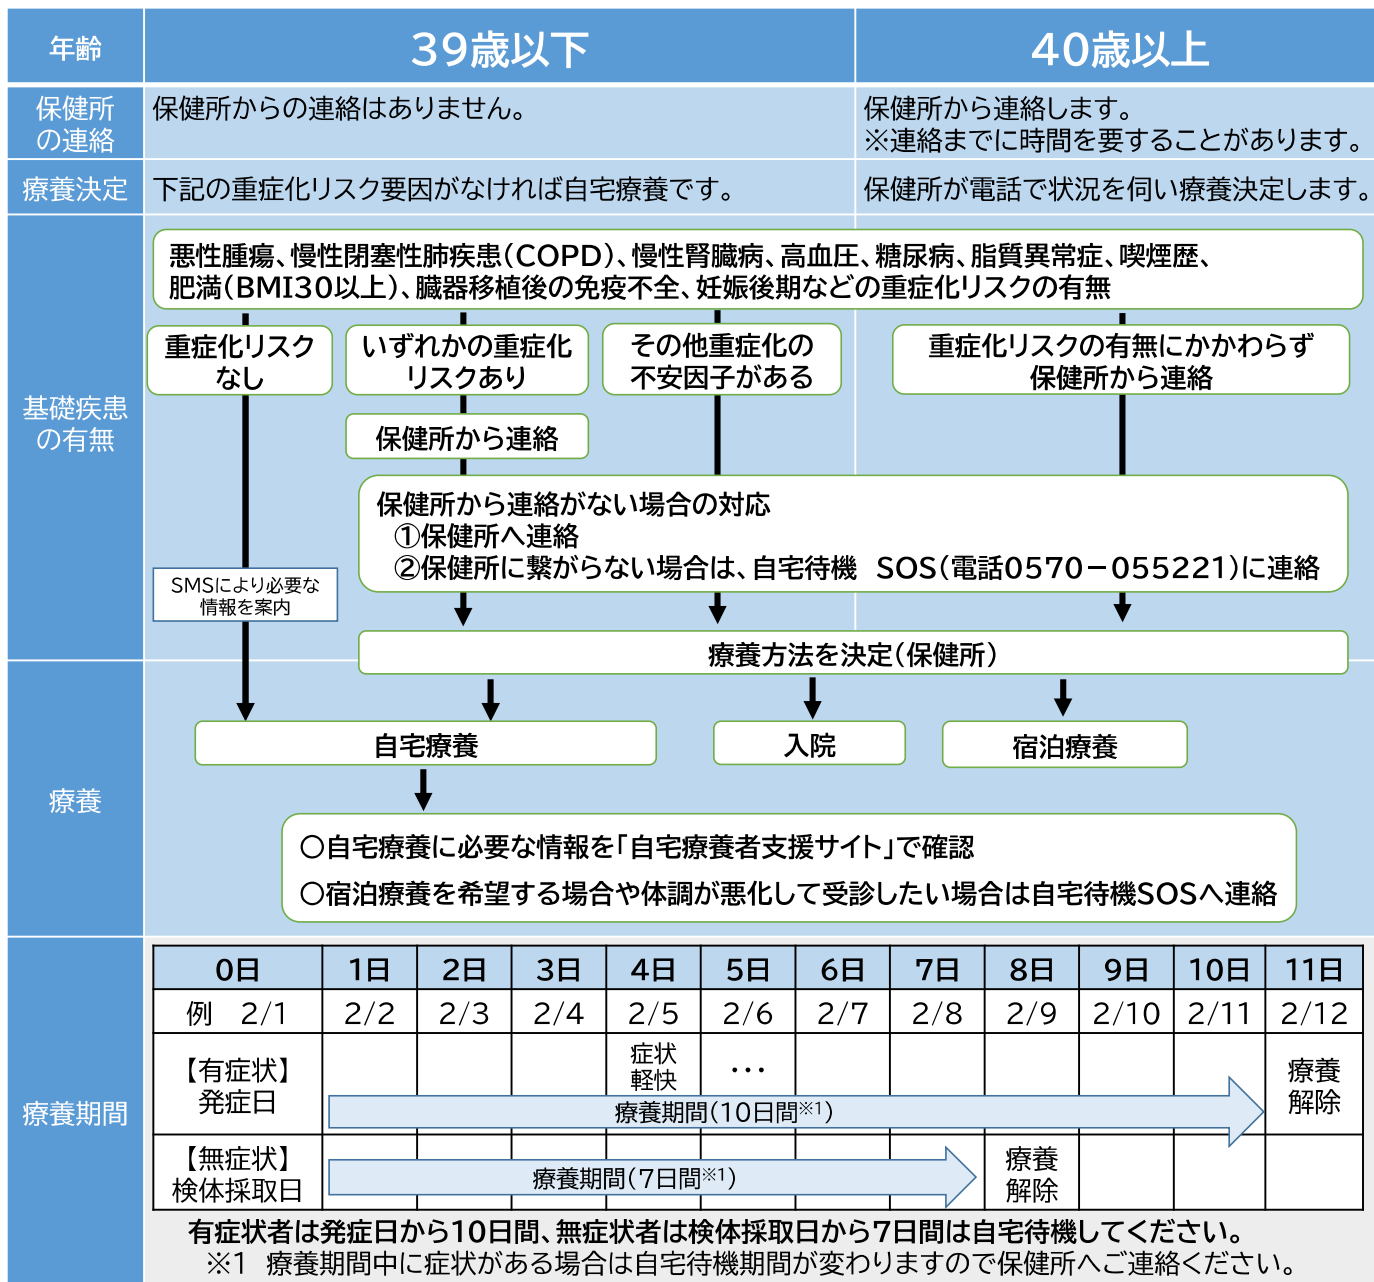 年齢
39歳以下
40歳以上
保健所
の連絡
保健所からの連絡はありません。
保健所から連絡します。
※連絡までに時間を要することがあります。
療養決定
下記の重症化リスク要因がなければ自宅療養です。
保健所が電話で状況を伺い療養決定します。
基礎疾患
の有無
悪性腫瘍、慢性閉塞性肺疾患(COPD)、慢性腎臓病、高血圧、糖尿病、脂質異常症、喫煙歴、
肥満(BMI30以上)、臓器移植後の免疫不全、妊娠後期などの重症化リスクの有無
重症化リスク
なし
いずれかの重症化
リスクあり
その他重症化の
不安因子がある
重症化リスクの有無にかかわらず
保健所から連絡
保健所から連絡
保健所から連絡がない場合の対応
①保健所へ連絡
②保健所に繋がらない場合は、自宅待機 SOS(電話0570-055221)に連絡
SMSにより必要な
情報を案内
療養方法を決定(保健所)
療養
自宅療養
入院
宿泊療養
○自宅療養に必要な情報を「自宅療養者支援サイト」で確認
○宿泊療養を希望する場合や体調が悪化して受診したい場合は自宅待機SOSへ連絡
療養期間
0日 1日 2日 3日 4日 5日 6日 7日 8日 9日 10日 11日
例 2/1 2/2 2/3 2/4 2/5 2/6 2/7 2/8 2/9 2/10 2/11 2/12
【有症状】
発症日
症状
軽快
…
療養期間(10日間※1)
療養
解除
【無症状】
検体採取日
療養期間(7日間※1)
療養
解除
有症状者は発症日から10日間、無症状者は検体採取日から7日間は自宅待機してください。
※1 療養期間中に症状がある場合は自宅待機期間が変わりますので保健所へご連絡ください。